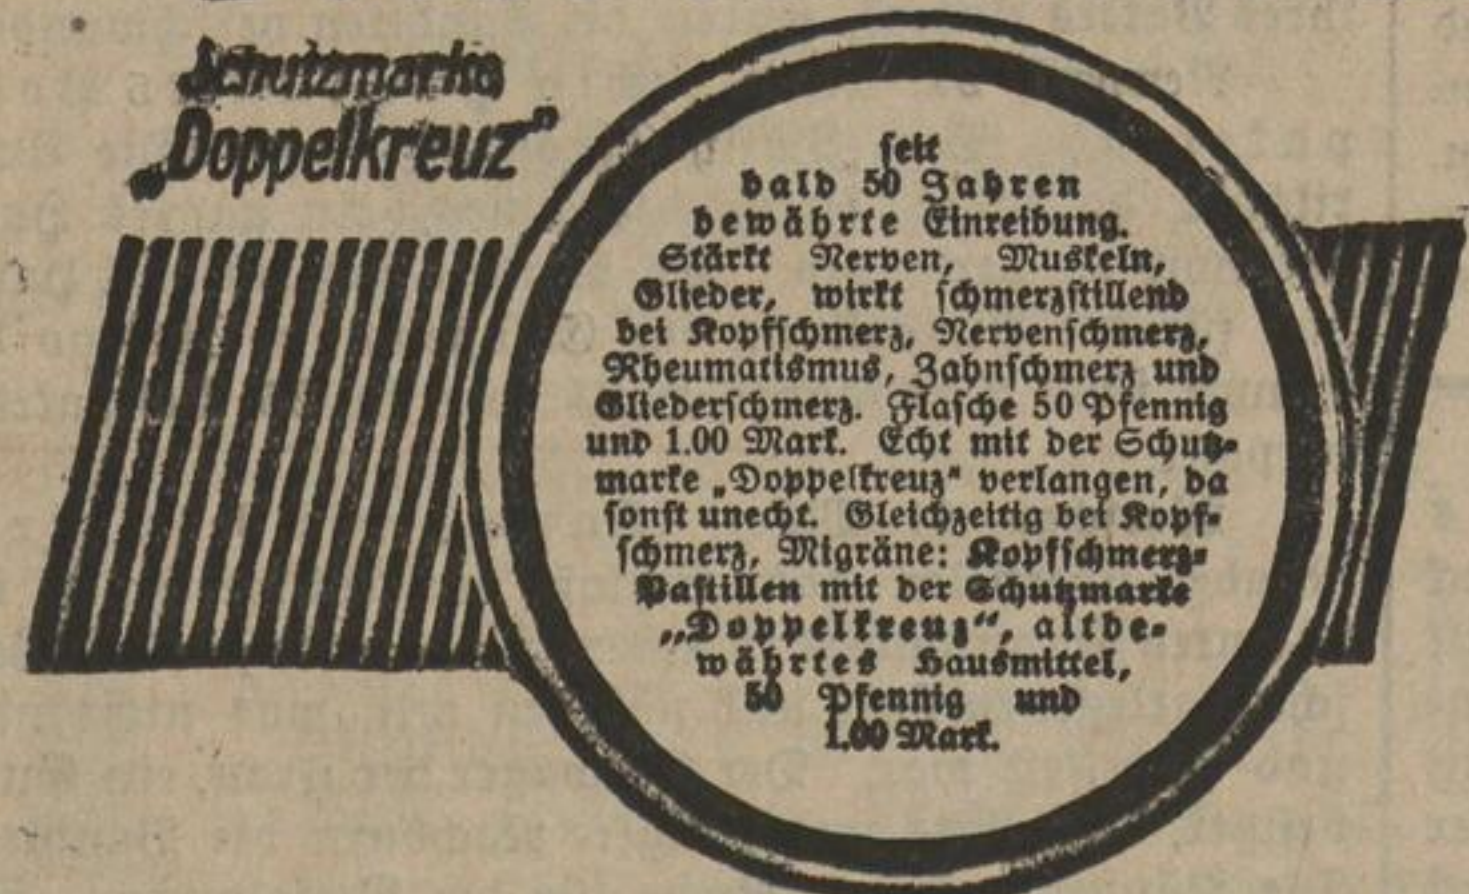 Schutzmarke
„Doppelkreuz"
seit
bald 50 Jahren
bewährte Einreibung.
Stärkt Nerven, Muskeln,
Glieder, wirkt schmerzstillend
bei Kopfschmerz, Nervenschmerz,
Rheumatismus, Zahnschmerz und
Gliederschmerz. Flasche 50 Pfennig
und 1.00 Mark. Echt mit der Schutz-
marke „Doppelkreuz" verlangen, da
sonst unecht. Gleichzeitig bei Kopf-
schmerz, Migräne: Kopfschmerz-
Pastillen mit der Schutzmarke
„Doppelkreuz", altbe-
währtes Hausmittel,
50 Pfennig und
1.00 Mark.